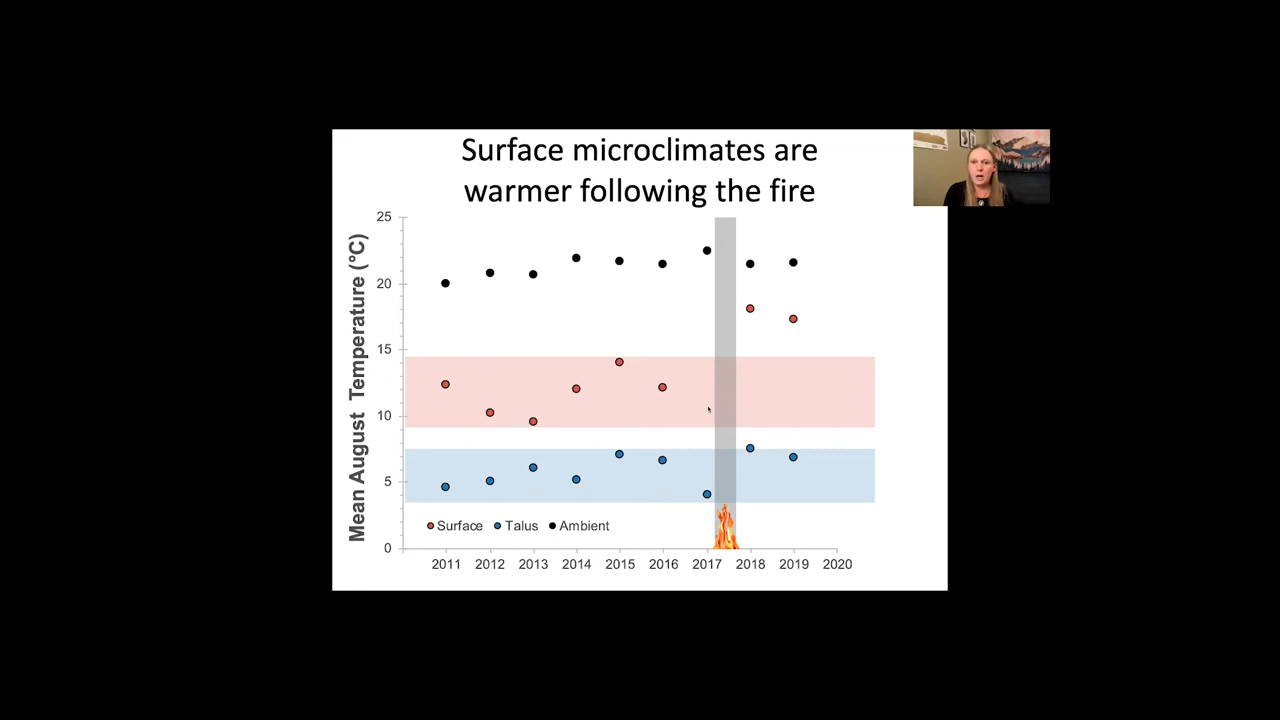 Surface microclimates are
warmer following the fire
Mean August Temperature (°C)
25
20
15
10
5
0
Surface Talus Ambient
2011 2012 2013 2014 2015 2016 2017 2018 2019 2020